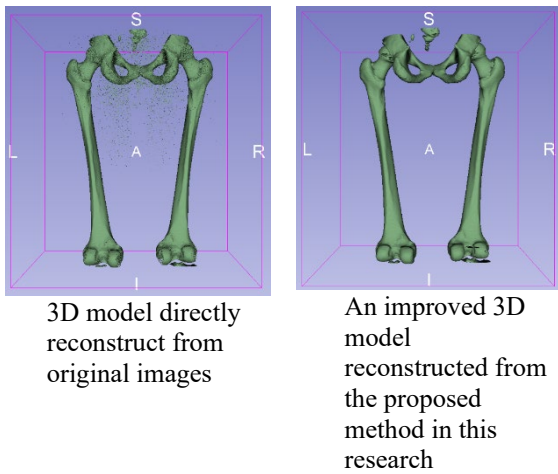 S
L
A
R
I
3D model directly
reconstruct from
original images
S
L
A
R
I
An improved 3D
model
reconstructed from
the proposed
method in this
research